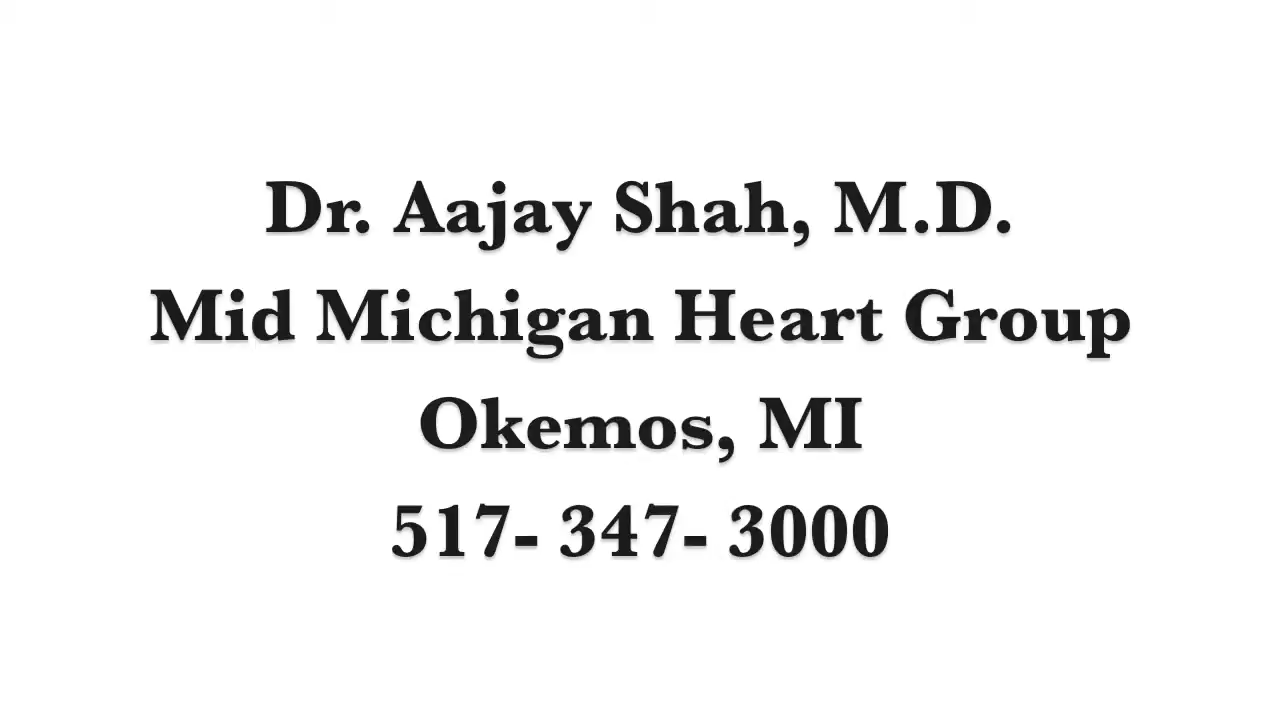 Dr. Aajay Shah, M.D.
Mid Michigan Heart Group
Okemos, MI
517- 347- 3000